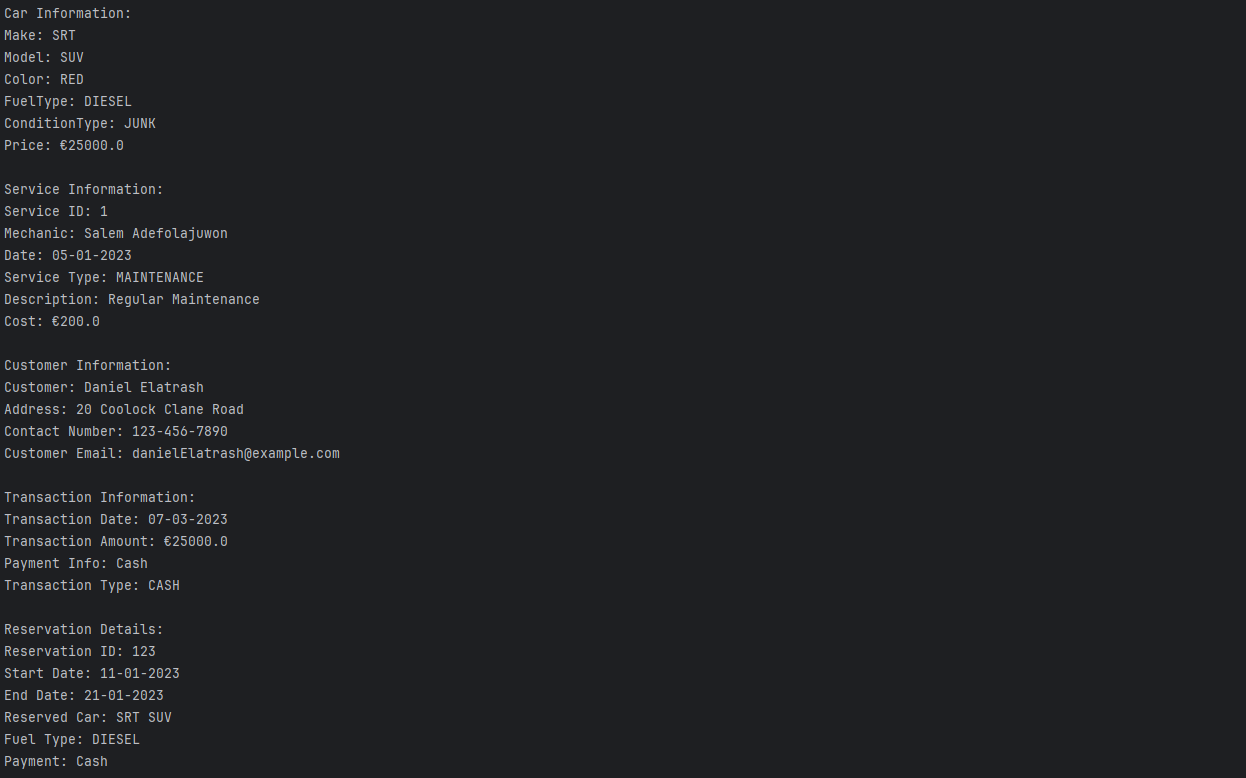 Car Information:
Make: SRT
Model: SUV
Color: RED
FuelType: DIESEL
ConditionType: JUNK
Price: €25000.0
Service Information:
Service ID: 1
Mechanic: Salem Adefolajuwon
Date: 05-01-2023
Service Type: MAINTENANCE
Description: Regular Maintenance
Cost: €200.0
Customer Information:
Customer: Daniel Elatrash
Address: 20 Coolock Clane Road
Contact Number: 123-456-7890
Customer Email: danielElatrash@example.com
Transaction Information:
Transaction Date: 07-03-2023
Transaction Amount: €25000.0
Payment Info: Cash
Transaction Type: CASH
Reservation Details:
Reservation ID: 123
Start Date: 11-01-2023
End Date: 21-01-2023
Reserved Car: SRT SUV
Fuel Type: DIESEL
Payment: Cash